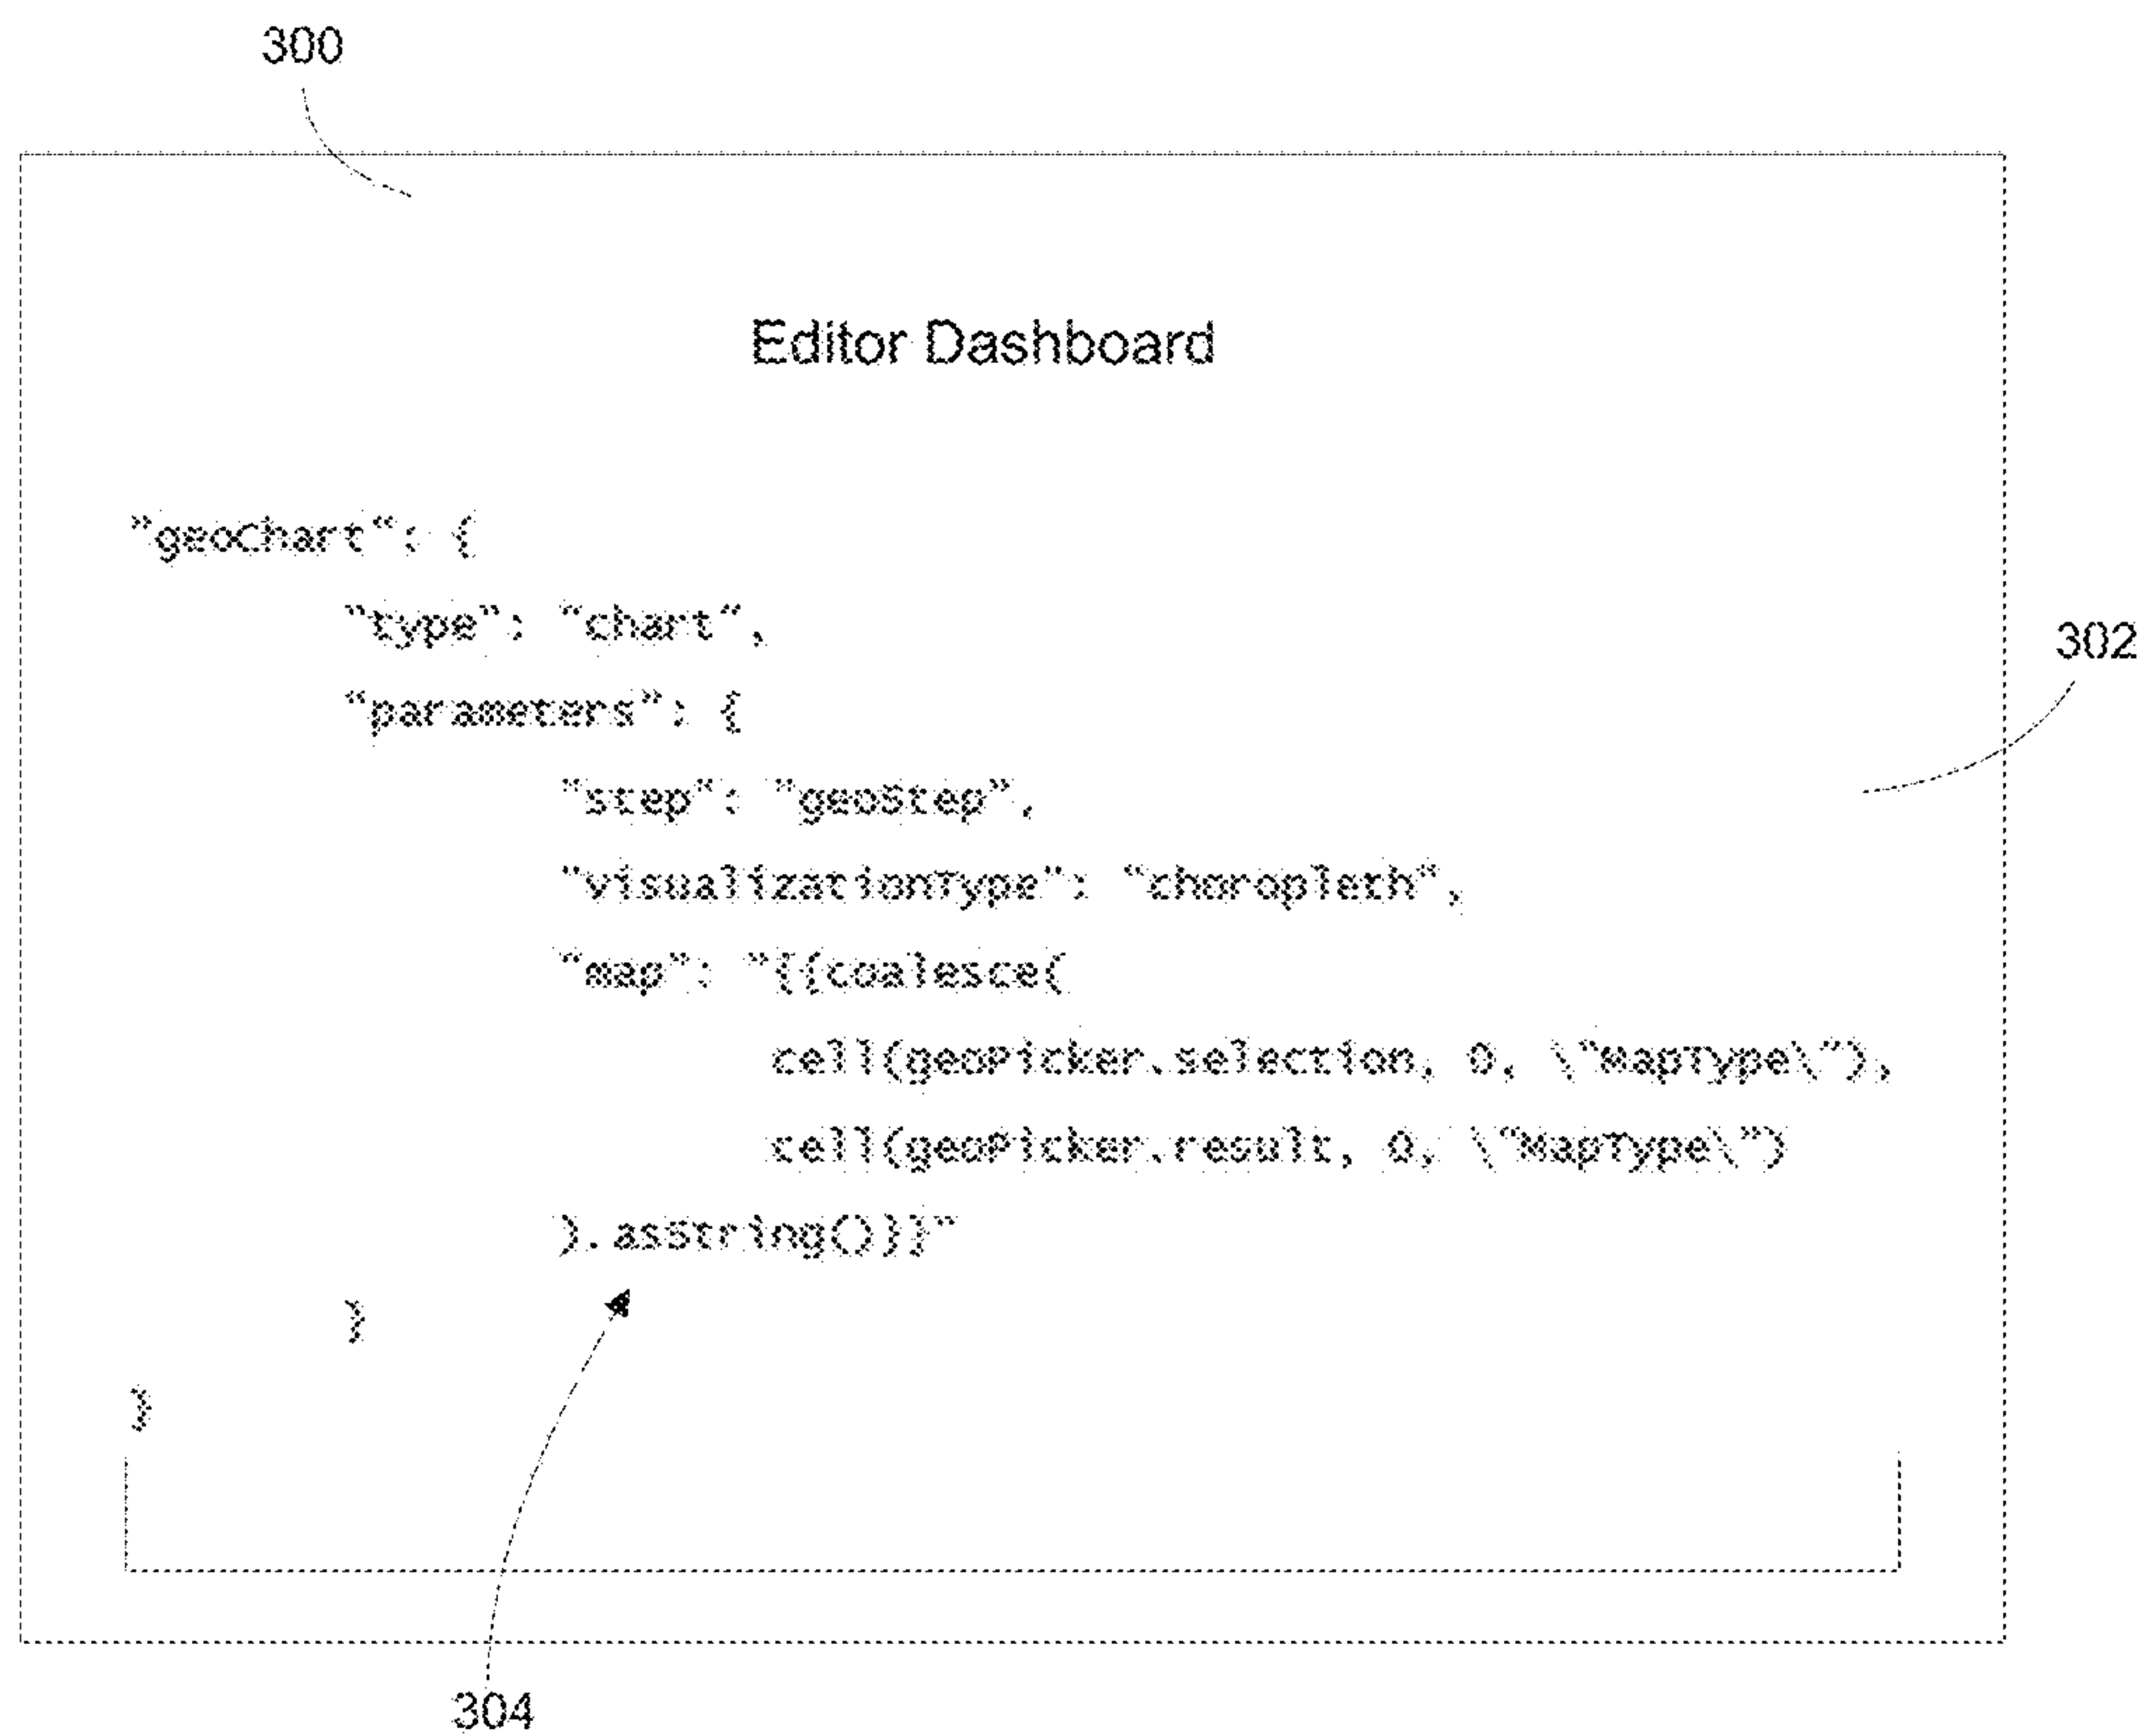 300
Editor Dashboard
"geoChart": {
"type": "chart",
"parameters": {
302
"step": "geoStep",
"visualizationType": "choropleth",
"map": "{{coalesce(
cell(geoPicker.selection, 0, \"MapType\"),
cell(geoPicker.result, 0, \"MapType\")
).asString()}}"
}
}
304